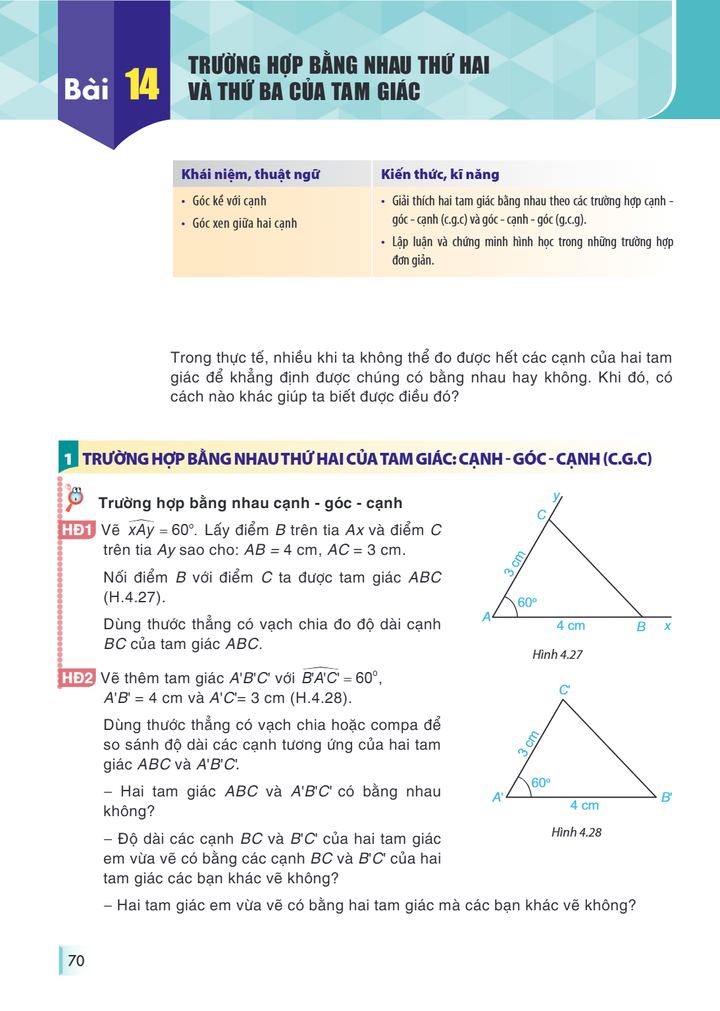 Bài 14
TRƯỜNG HỢP BẰNG NHAU THỨ HAI
VÀ THỨ BA CỦA TAM GIÁC
Khái niệm, thuật ngữ
• Góc kề với cạnh
• Góc xen giữa hai cạnh
Kiến thức, kĩ năng
• Giải thích hai tam giác bằng nhau theo các trường hợp cạnh -
góc - cạnh (c.g.c) và góc - cạnh - góc (g.c.g).
• Lập luận và chứng minh hình học trong những trường hợp
đơn giản.
Trong thực tế, nhiều khi ta không thể đo được hết các cạnh của hai tam
giác để khẳng định được chúng có bằng nhau hay không. Khi đó, có
cách nào khác giúp ta biết được điều đó?
1 TRƯỜNG HỢP BẰNG NHAU THỨ HAI CỦA TAM GIÁC: CẠNH - GÓC - CẠNH (C.G.C)
Trường hợp bằng nhau cạnh - góc - cạnh
HĐ1 Vẽ xAy = 60°. Lấy điểm B trên tia Ax và điểm C
trên tia Ay sao cho: AB = 4 cm, AC = 3 cm.
Nối điểm B với điểm C ta được tam giác ABC
(H.4.27).
Dùng thước thẳng có vạch chia đo độ dài cạnh
BC của tam giác ABC.
y
C
3 cm
60°
A
4 cm
B
x
Hình 4.27
HĐ2 Vẽ thêm tam giác A'B'C' với B'A'C' = 60°,
A'B' = 4 cm và A'C'= 3 cm (H.4.28).
Dùng thước thẳng có vạch chia hoặc compa để
so sánh độ dài các cạnh tương ứng của hai tam
giác ABC và A'B'C'.
– Hai tam giác ABC và A'B'C' có bằng nhau
không?
– Độ dài các cạnh BC và B'C' của hai tam giác
em vừa vẽ có bằng các cạnh BC và B'C' của hai
tam giác các bạn khác vẽ không?
– Hai tam giác em vừa vẽ có bằng hai tam giác mà các bạn khác vẽ không?
C'
3 cm
60°
A'
4 cm
B'
Hình 4.28
70